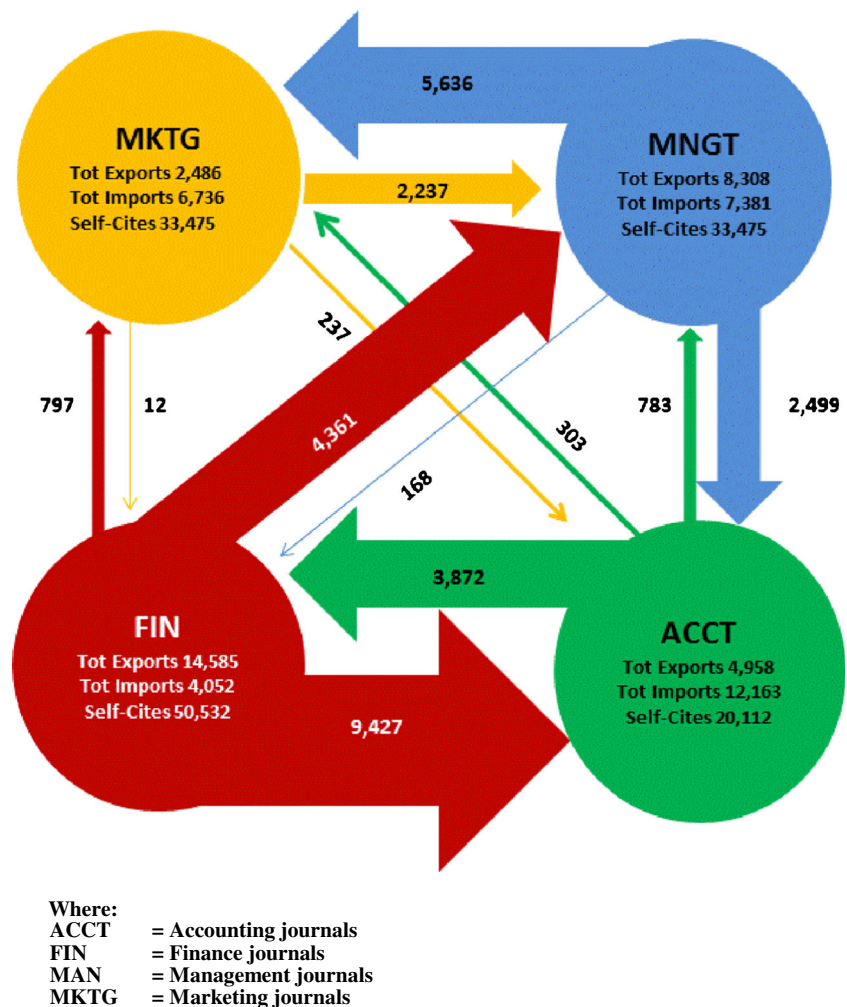 5,636
MKTG
Tot Exports 2,486
Tot Imports 6,736
Self-Cites 33,475
MNGT
Tot Exports 8,308
Tot Imports 7,381
Self-Cites 33,475
2,237
237
797
12
4,361
303
168
783
2,499
3,872
FIN
Tot Exports 14,585
Tot Imports 4,052
Self-Cites 50,532
ACCT
Tot Exports 4,958
Tot Imports 12,163
Self-Cites 20,112
9,427
Where:
ACCT = Accounting journals
FIN = Finance journals
MAN = Management journals
MKTG = Marketing journals